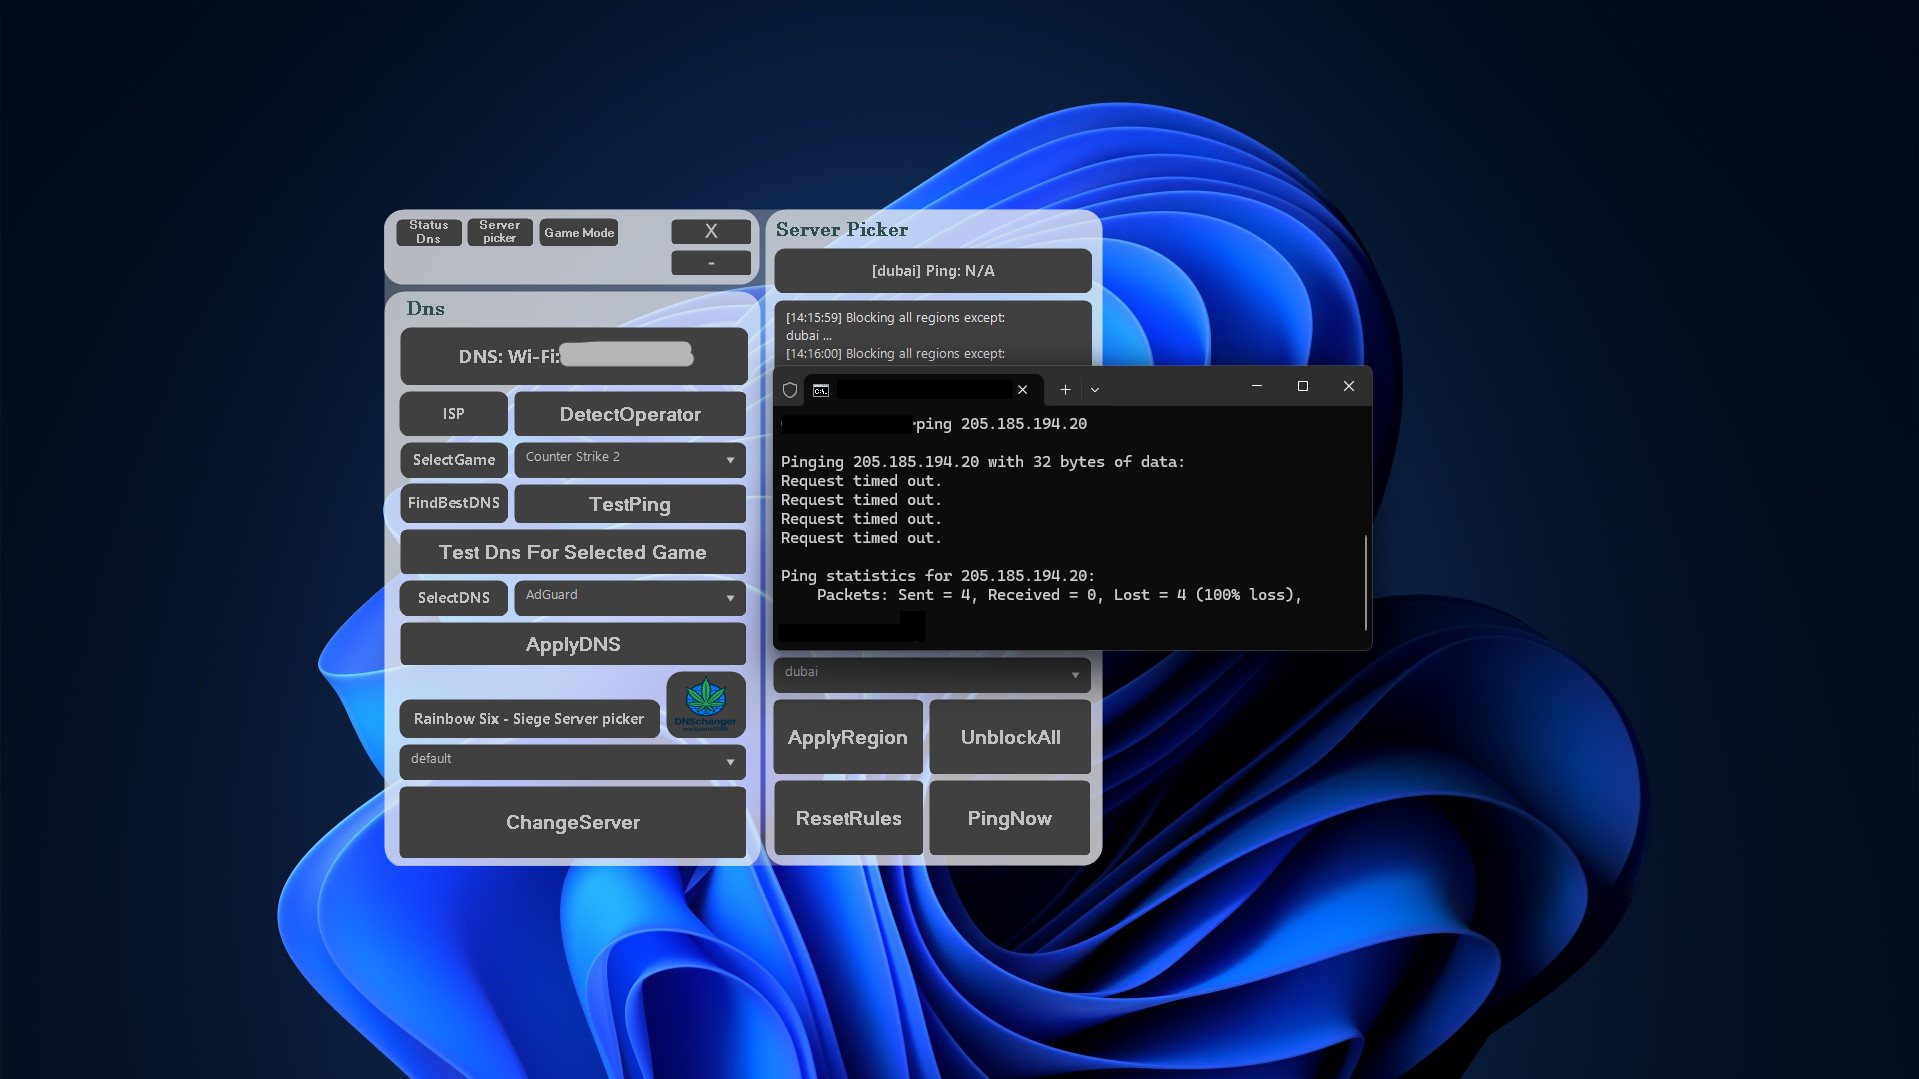 Status
Dns
Server
picker
Game Mode
X
-
Dns
DNS: Wi-Fi:
ISP
DetectOperator
SelectGame
Counter Strike 2
FindBestDNS
TestPing
Test Dns For Selected Game
SelectDNS
AdGuard
ApplyDNS
Rainbow Six - Siege Server picker
DNSchanger
default
ChangeServer
Server Picker
[dubai] Ping: N/A
[14:15:59] Blocking all regions except:
dubai ...
[14:16:00] Blocking all regions except:
ping 205.185.194.20
Pinging 205.185.194.20 with 32 bytes of data:
Request timed out.
Request timed out.
Request timed out.
Request timed out.
Ping statistics for 205.185.194.20:
Packets: Sent = 4, Received = 0, Lost = 4 (100% loss),
dubai
ApplyRegion
UnblockAll
ResetRules
PingNow